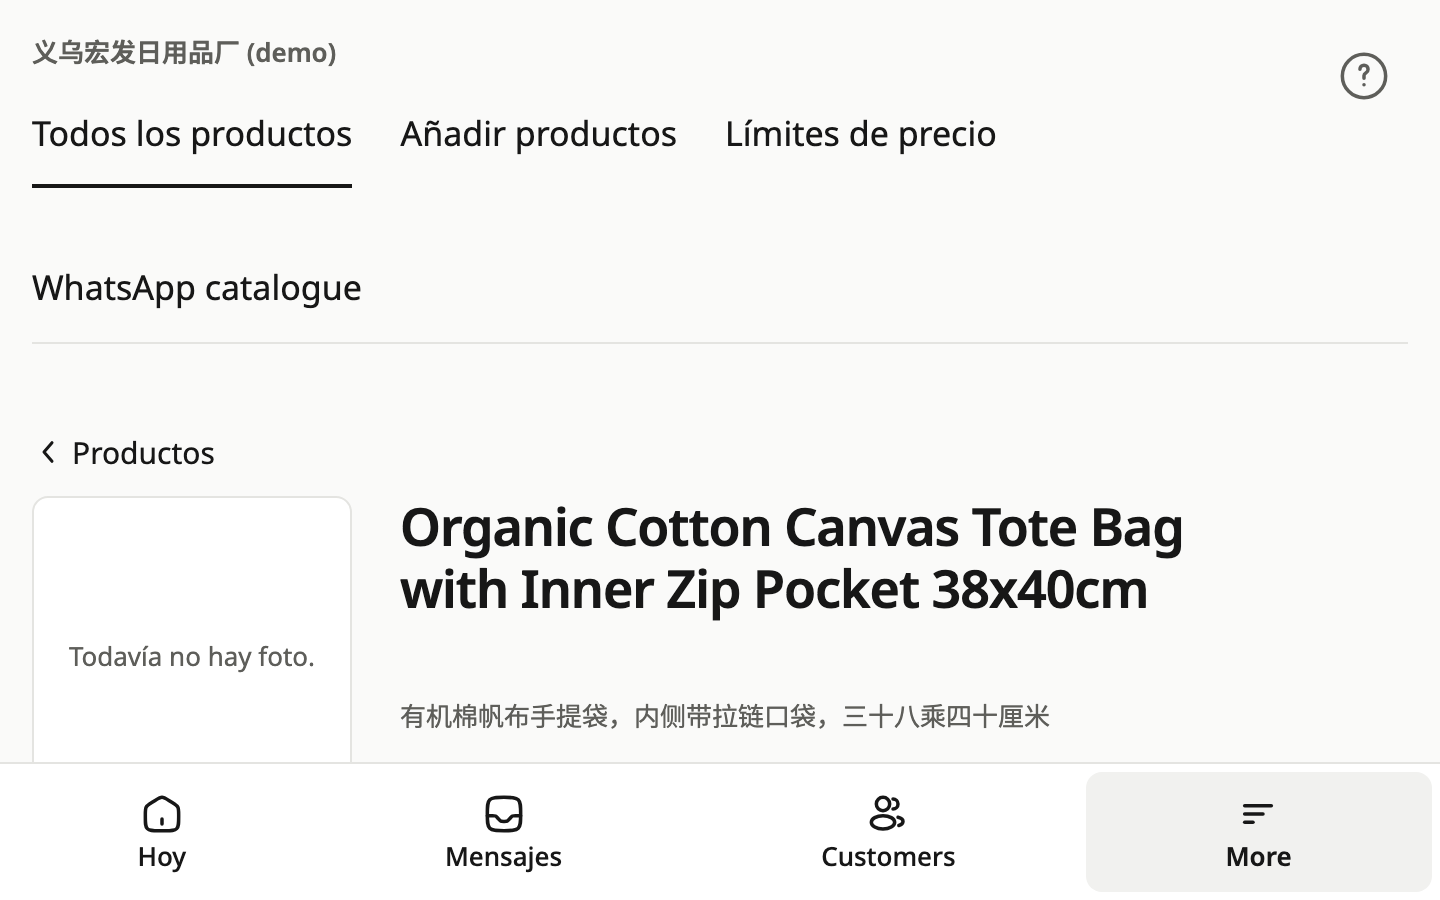 义乌宏发日用品厂 (demo)
Todos los productos
Añadir productos
Límites de precio
WhatsApp catalogue
Productos
Organic Cotton Canvas Tote Bag
with Inner Zip Pocket 38x40cm
Todavía no hay foto.
有机棉帆布手提袋，内侧带拉链口袋，三十八乘四十厘米
Hoy
Mensajes
Customers
More